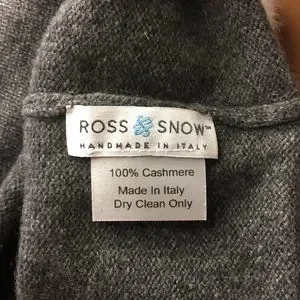 ROSS & SNOW™
HANDMADE IN ITALY
100% Cashmere
Made In Italy
Dry Clean Only